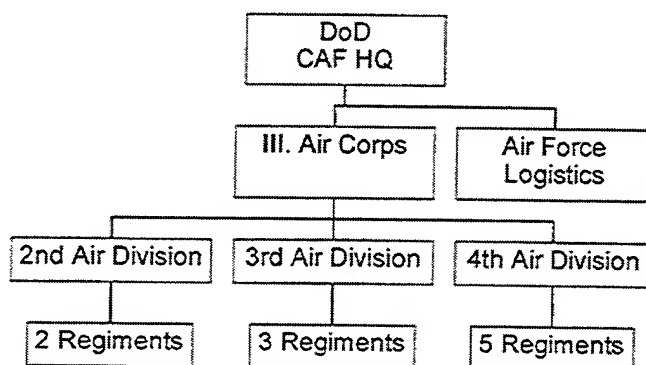 DoD
CAF HQ
III. Air Corps
Air Force
Logistics
2nd Air Division
3rd Air Division
4th Air Division
2 Regiments
3 Regiments
5 Regiments